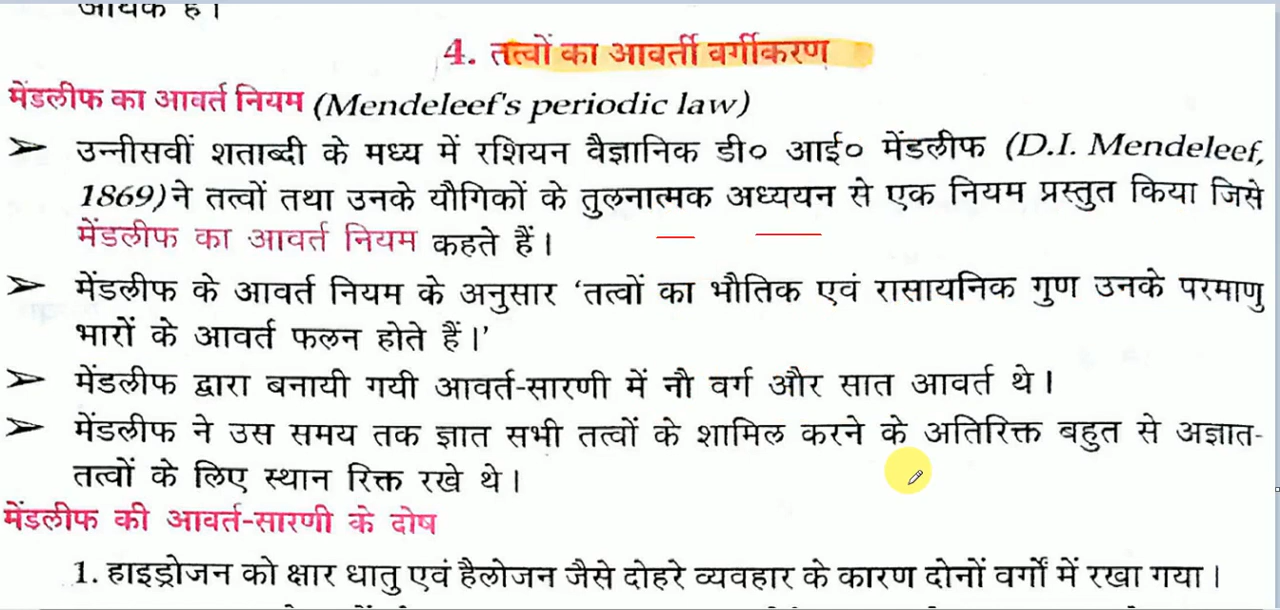 4. तत्वों का आवर्ती वर्गीकरण
मेंडलीफ का आवर्त नियम (Mendeleef's periodic law)
➢ उन्नीसवीं शताब्दी के मध्य में रशियन वैज्ञानिक डी० आई० मेंडलीफ (D.I. Mendeleef,
1869) ने तत्वों तथा उनके यौगिकों के तुलनात्मक अध्ययन से एक नियम प्रस्तुत किया जिसे
मेंडलीफ का आवर्त नियम कहते हैं।
➢ मेंडलीफ के आवर्त नियम के अनुसार ‘तत्वों का भौतिक एवं रासायनिक गुण उनके परमाणु
भारों के आवर्त फलन होते हैं।’
➢ मेंडलीफ द्वारा बनायी गयी आवर्त-सारणी में नौ वर्ग और सात आवर्त थे।
➢ मेंडलीफ ने उस समय तक ज्ञात सभी तत्वों के शामिल करने के अतिरिक्त बहुत से अज्ञात-
तत्वों के लिए स्थान रिक्त रखे थे।
मेंडलीफ की आवर्त-सारणी के दोष
1. हाइड्रोजन को क्षार धातु एवं हैलोजन जैसे दोहरे व्यवहार के कारण दोनों वर्गों में रखा गया।